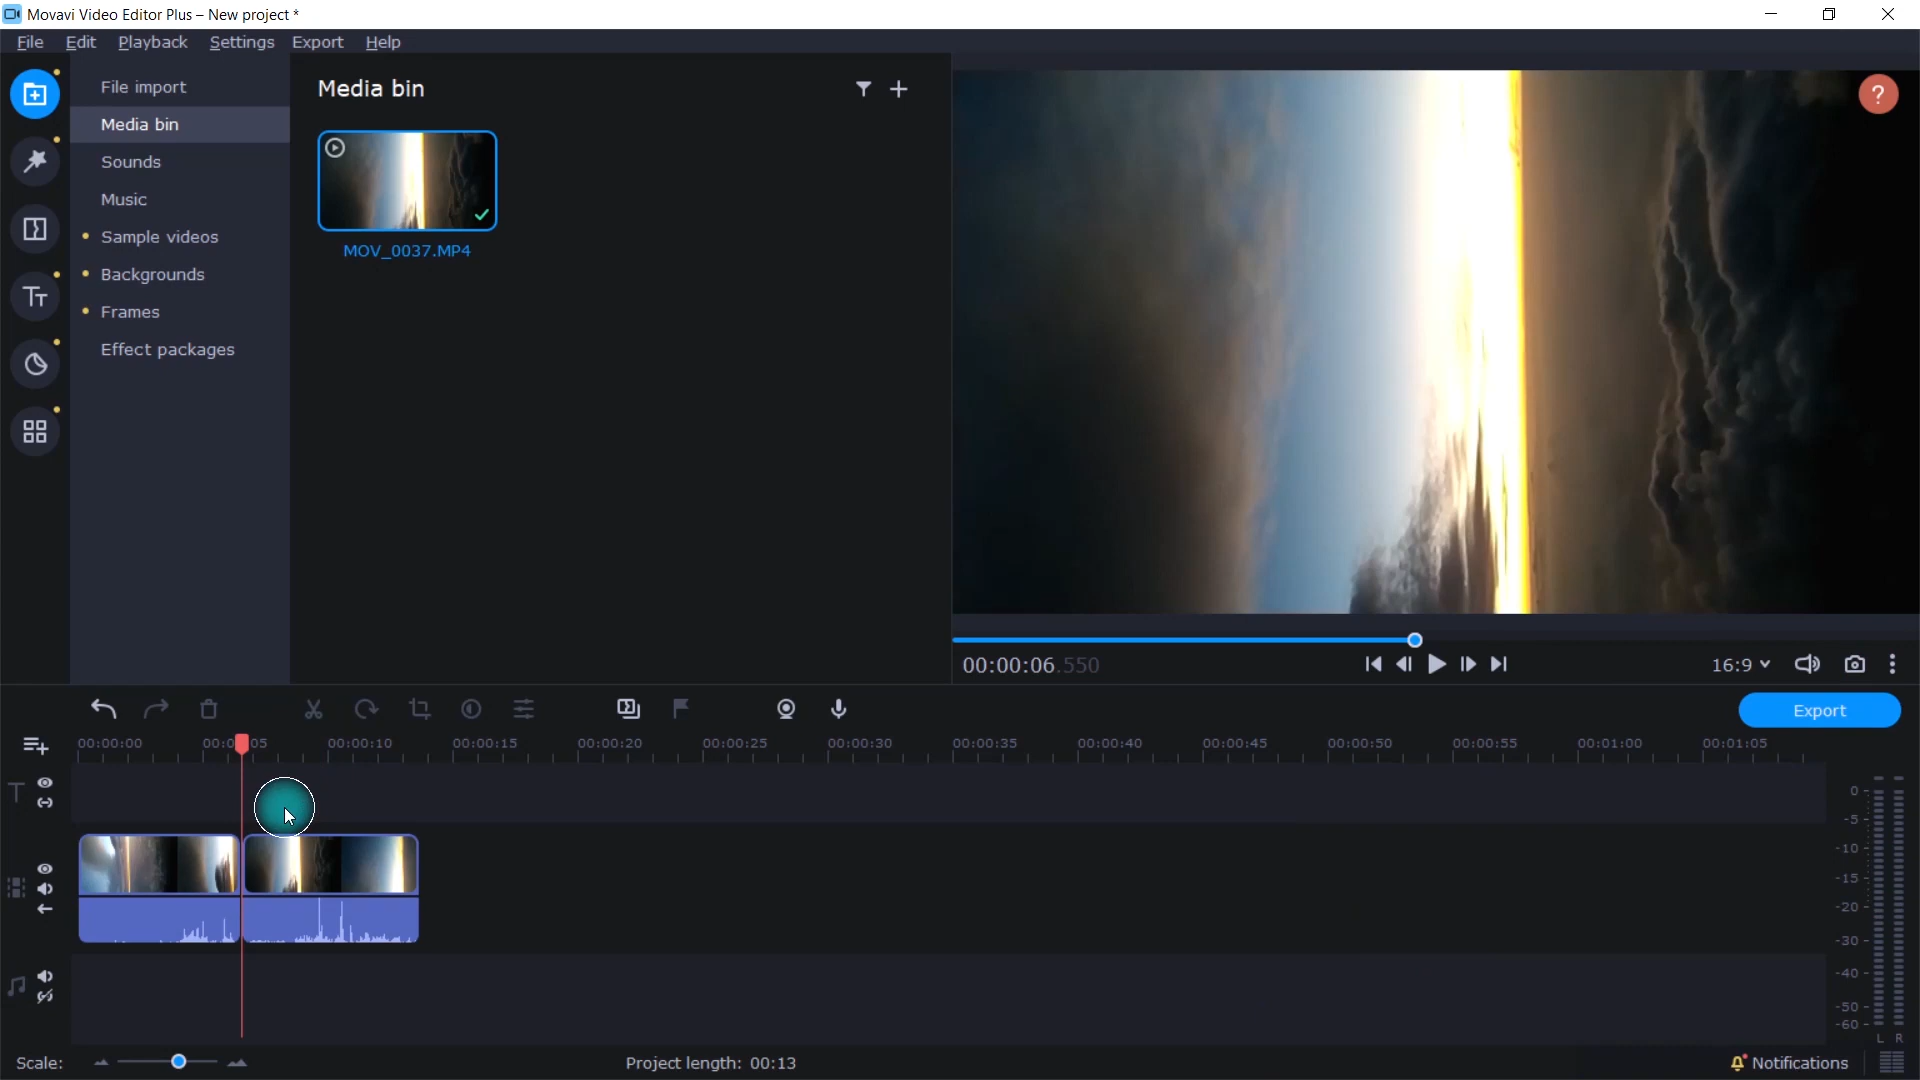 Movavi Video Editor Plus – New project *
File Edit Playback Settings Export Help
File import
Media bin
Sounds
Music
Sample videos
Backgrounds
Frames
Effect packages
Media bin
MOV_0037.MP4
?
00:00:06.550
16:9
Export
00:00:00 00:00:05 00:00:10 00:00:15 00:00:20 00:00:25 00:00:30 00:00:35 00:00:40 00:00:45 00:00:50 00:00:55 00:01:00 00:01:05
0
-5
-10
-15
-20
-30
-40
-50
-60
L R
Scale:
Project length: 00:13
Notifications